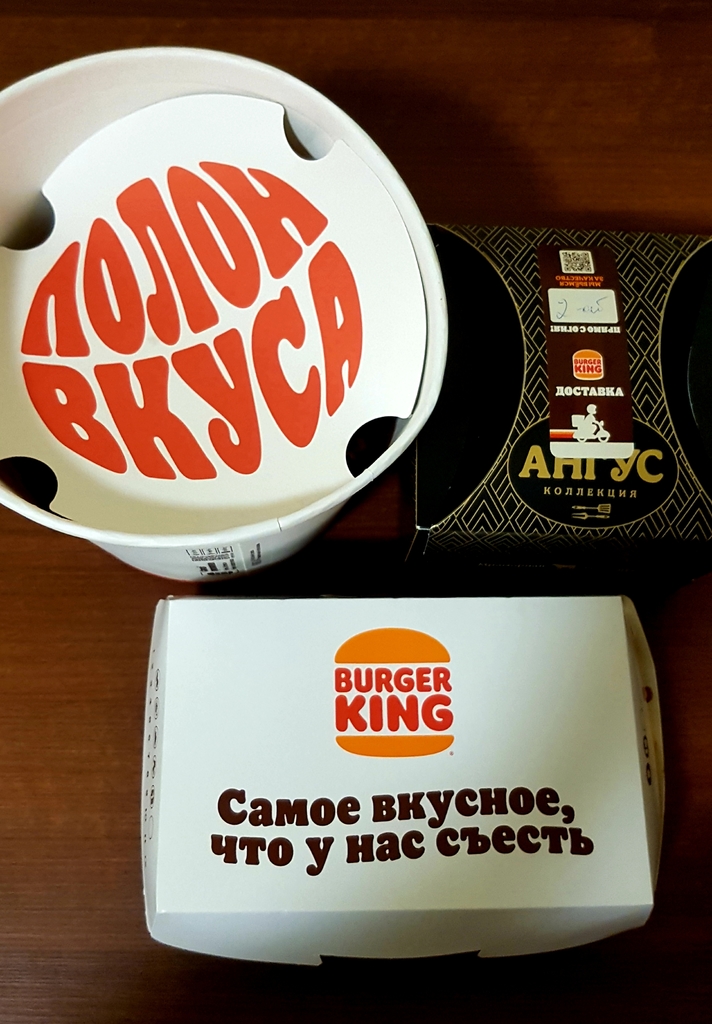 ПОЛОН
ВКУСА
МЫ БЬЁМСЯ
ЗА КАЧЕСТВО
ПРЯМО С ОГНЯ!
BURGER
KING
ДОСТАВКА
АНГУС
КОЛЛЕКЦИЯ
BURGER
KING
Самое вкусное,
что у нас съесть